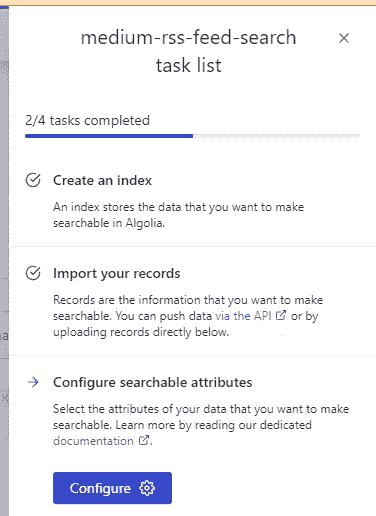 medium-rss-feed-search
task list
2/4 tasks completed
Create an index
An index stores the data that you want to make
searchable in Algolia.
Import your records
Records are the information that you want to make
searchable. You can push data via the API or by
uploading records directly below.
Configure searchable attributes
Select the attributes of your data that you want to make
searchable. Learn more by reading our dedicated
documentation .
Configure